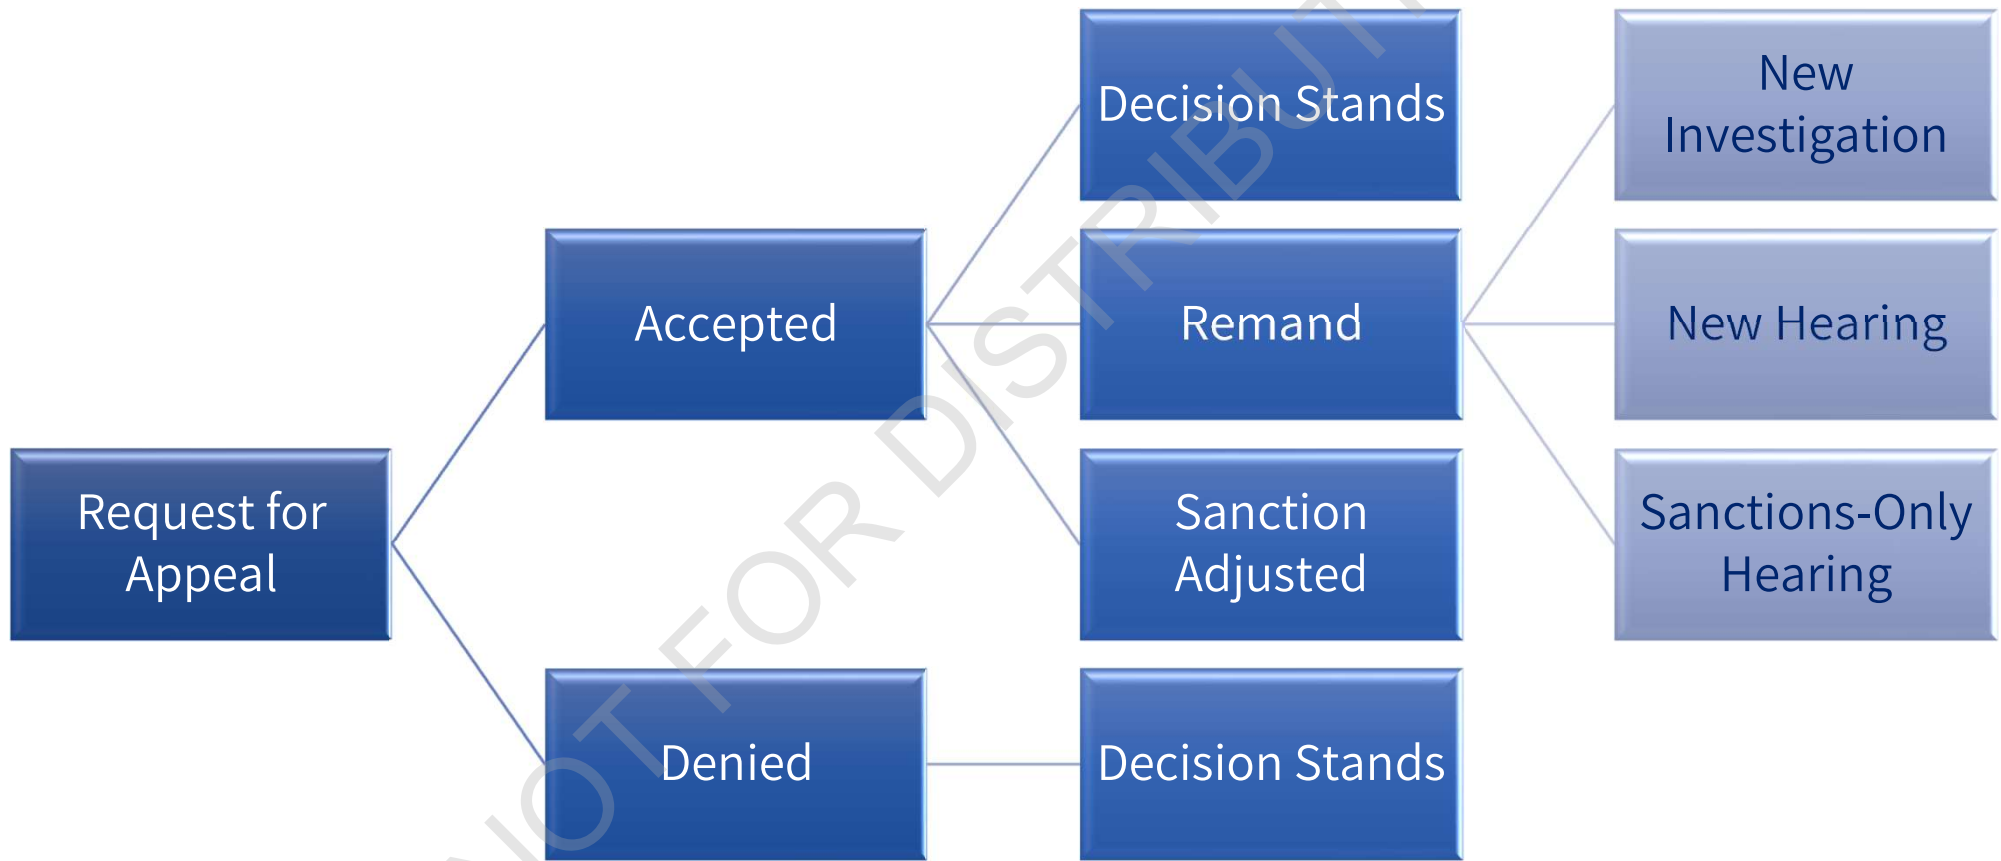 Request for
Appeal
Accepted
Denied
Decision Stands
Remand
Sanction
Adjusted
Decision Stands
New
Investigation
New Hearing
Sanctions-Only
Hearing
NOT FOR DISTRIBUT